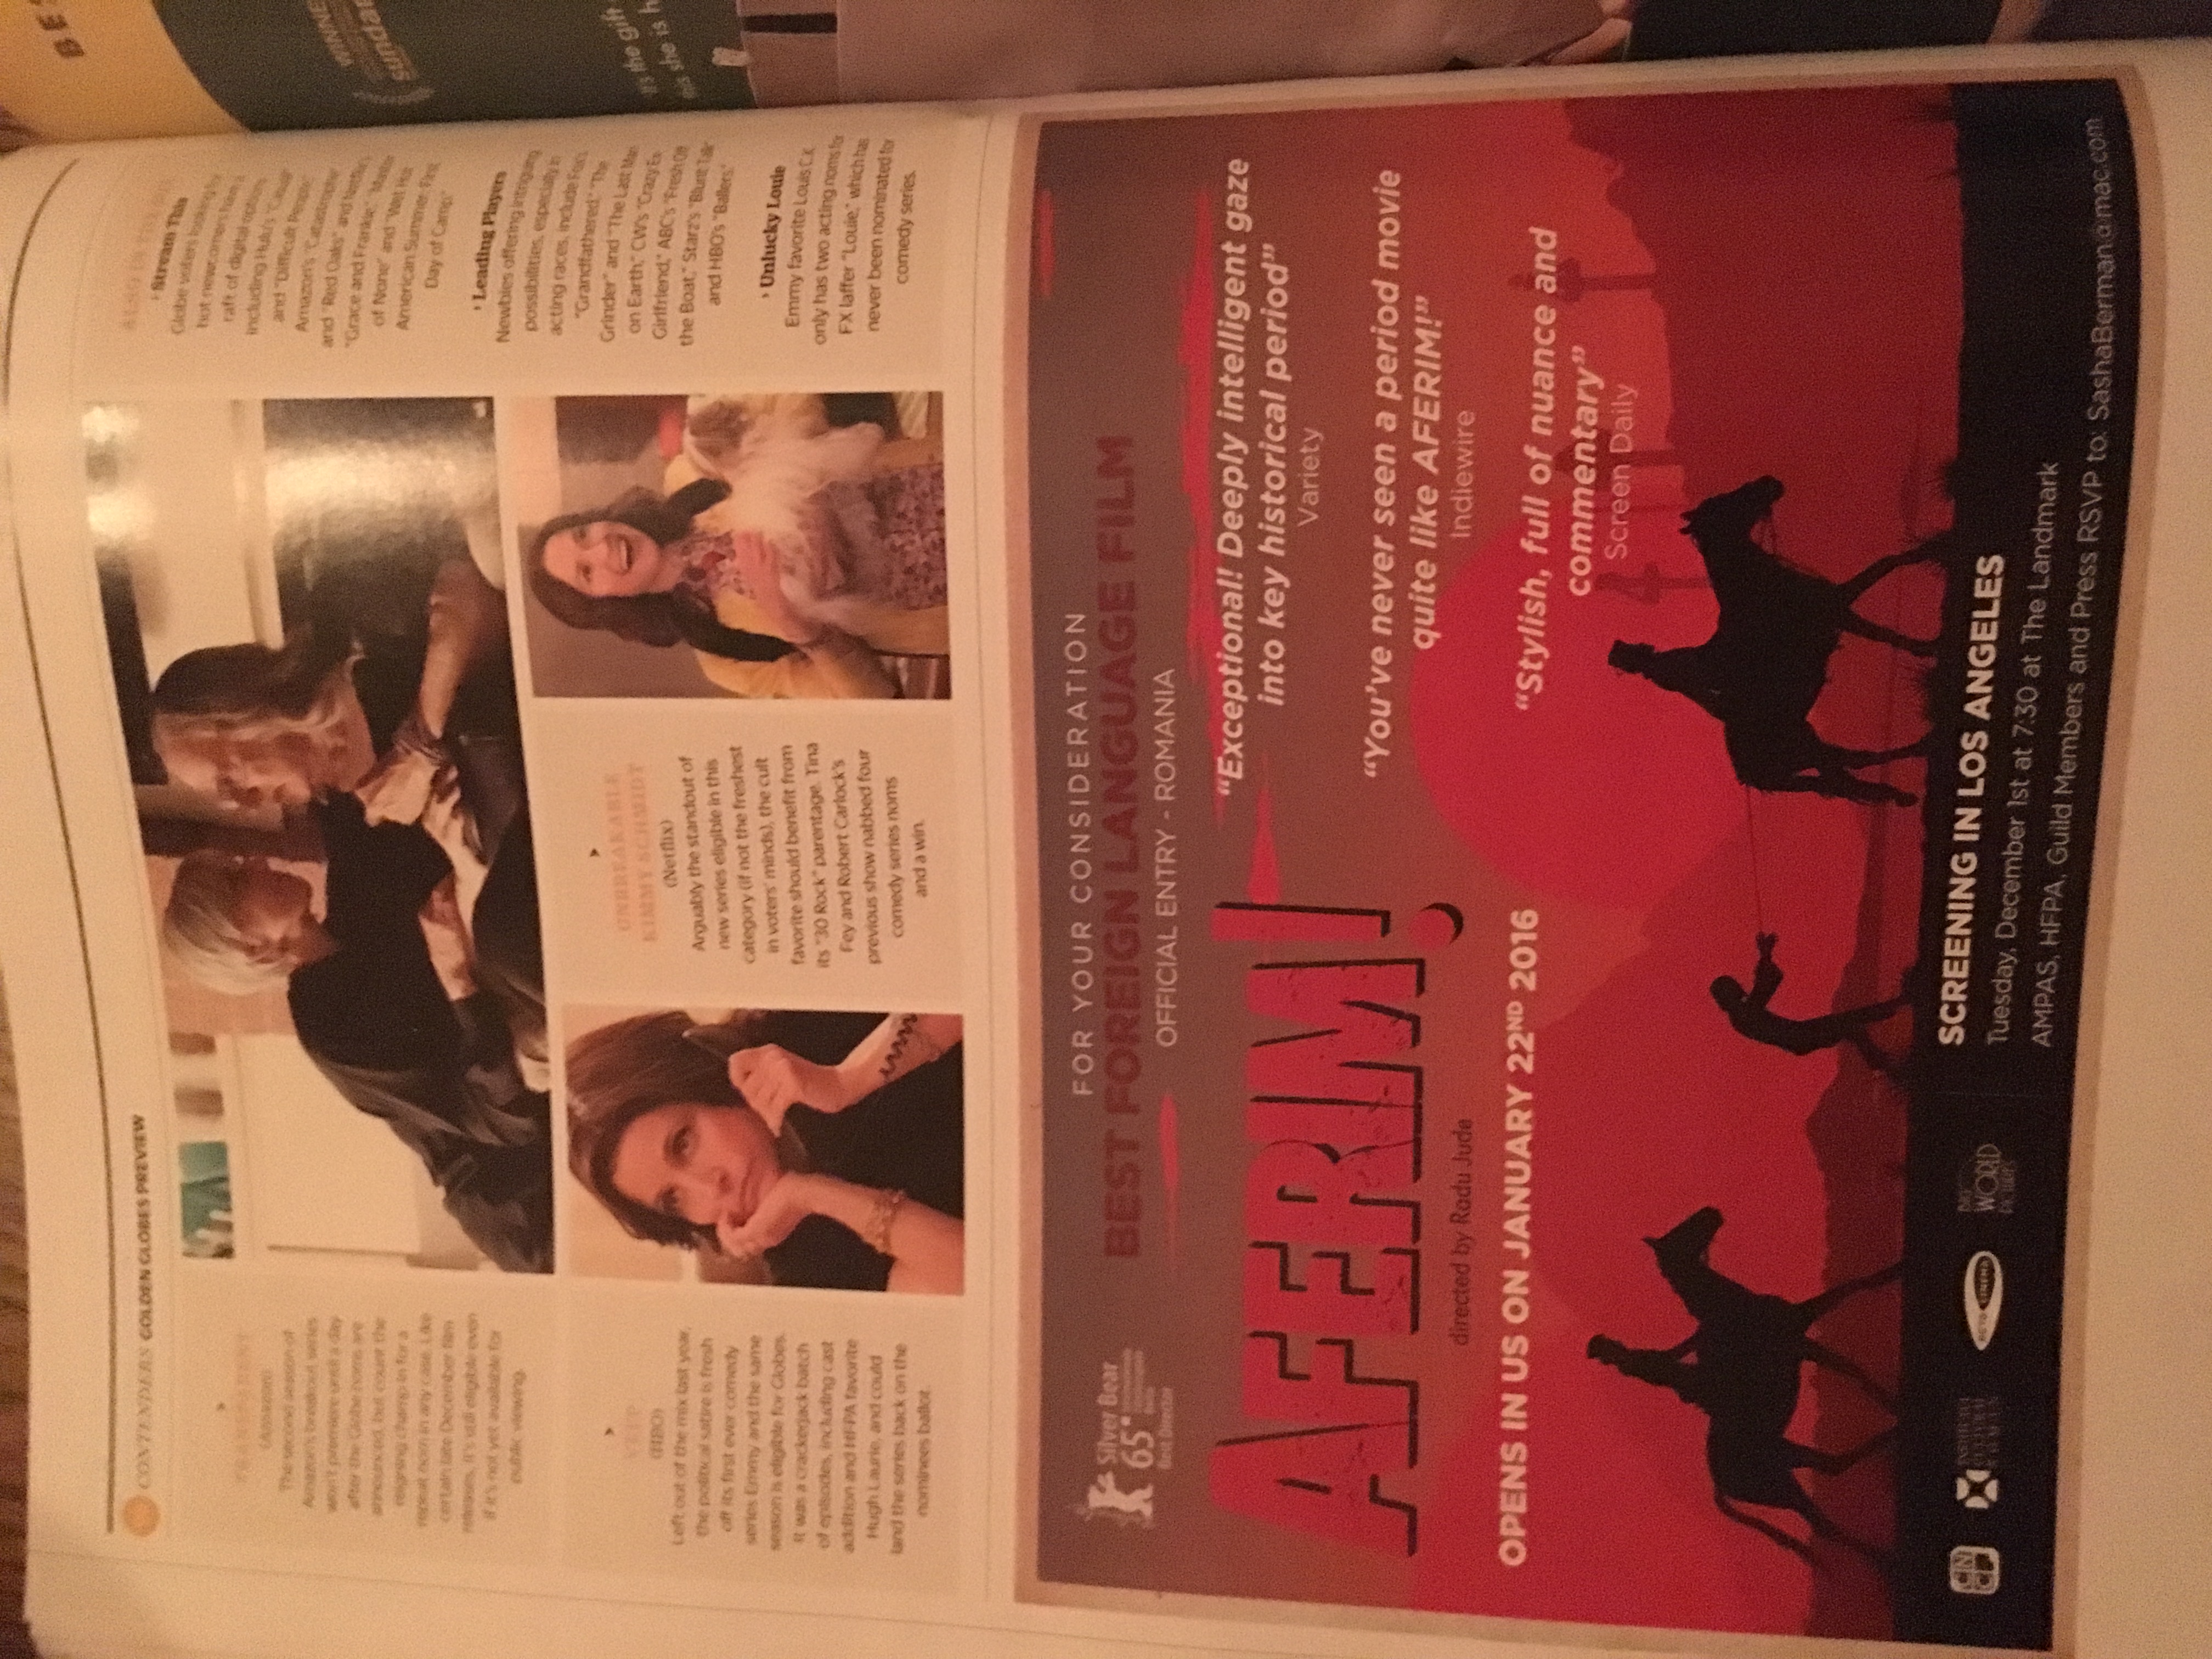 CONTENDERS GOLDEN GLOBES PREVIEW
TRANSPARENT
(Amazon)
The second season of
Amazon's breakout series
won't premiere until a day
after the Globe noms are
announced, but count the
reigning champ in for a
repeat nom in any case. Like
certain late December film
releases, it's still eligible even
if it's not yet available for
public viewing.
VEEP
(HBO)
Left out of the mix last year,
the political satire is fresh
off its first ever comedy
series Emmy and the same
season is eligible for Globes.
It was a crackerjack batch
of episodes, including cast
addition and HFPA favorite
Hugh Laurie, and could
land the series back on the
nominees ballot.
UNBREAKABLE
KIMMY SCHMIDT
(Netflix)
Arguably the standout of
new series eligible in this
category (if not the freshest
in voters' minds), the cult
favorite should benefit from
its "30 Rock" parentage. Tina
Fey and Robert Carlock's
previous show nabbed four
comedy series noms
and a win.
ALSO IN THE
Stream This
Globe voters looking for
hot newcomers have a
raft of digital options
including Hulu's "Casual"
and "Difficult People,"
Amazon's "Catastrophe"
and "Red Oaks" and Netflix's
"Grace and Frankie," "Master
of None" and "Wet Hot
American Summer: First
Day of Camp."
Leading Players
Newbies offering intriguing
possibilities, especially in
acting races, include Fox's
"Grandfathered," "The
Grinder" and "The Last Man
on Earth," CW's "Crazy Ex-
Girlfriend," ABC's "Fresh Off
the Boat," Starz's "Blunt Talk"
and HBO's "Ballers."
Unlucky Louie
Emmy favorite Louis C.K.
only has two acting noms for
FX laffer "Louie," which has
never been nominated for
comedy series.
Silver Bear
65
Best Director
FOR YOUR CONSIDERATION
BEST FOREIGN LANGUAGE FILM
OFFICIAL ENTRY - ROMANIA
AFERIM!
directed by Radu Jude
OPENS IN US ON JANUARY 22ND 2016
"Exceptional! Deeply intelligent gaze
into key historical period"
Variety
"You've never seen a period movie
quite like AFERIM!"
Indiewire
"Stylish, full of nuance and
commentary"
Screen Daily
CNC
BIG
WORLD
PICTURES
SCREENING IN LOS ANGELES
Tuesday, December 1st at 7:30 at The Landmark
AMPAS, HFPA, Guild Members and Press RSVP to: SashaBerman@mac.com
BES
WINNE
sundan
it's the gift
this she is h